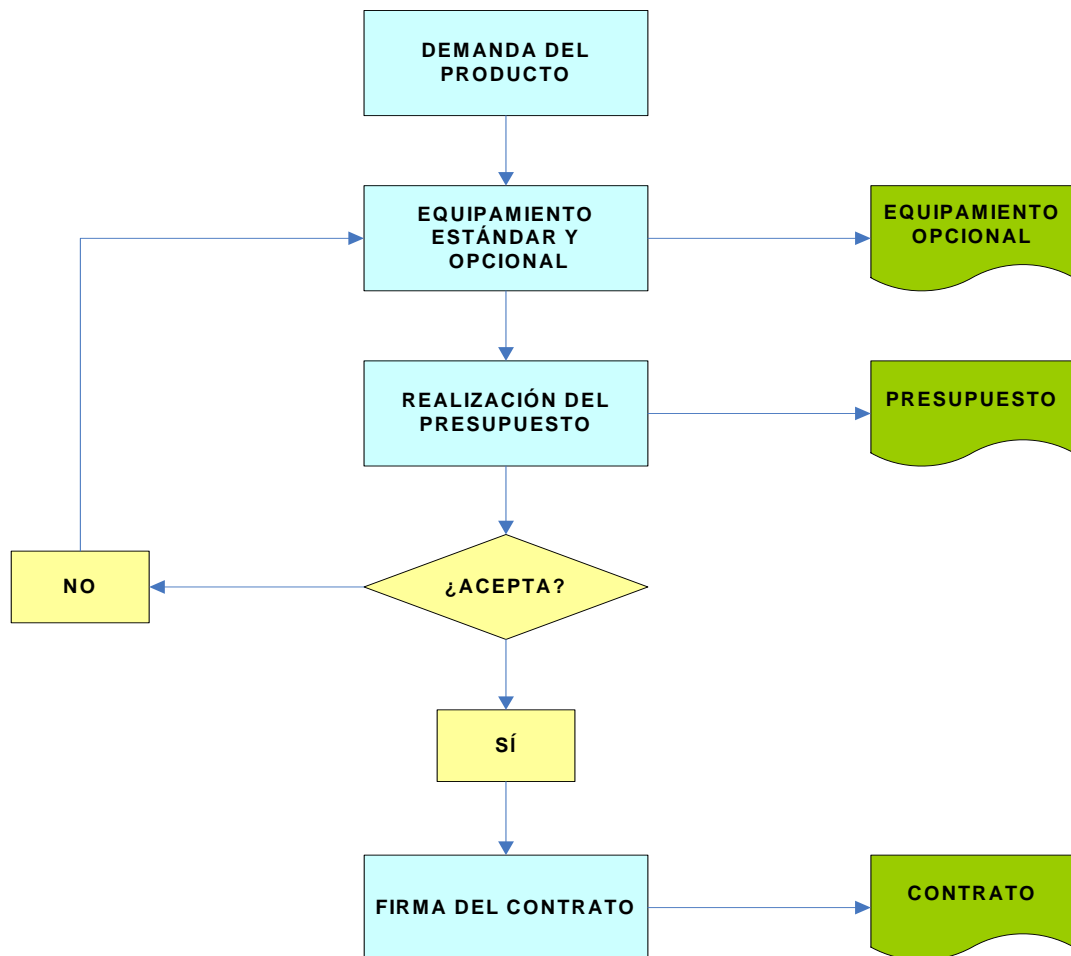 DEMANDA DEL
PRODUCTO
EQUIPAMIENTO
ESTÁNDAR Y
OPCIONAL
EQUIPAMIENTO
OPCIONAL
REALIZACIÓN DEL
PRESUPUESTO
PRESUPUESTO
NO
¿ACEPTA?
SÍ
FIRMA DEL CONTRATO
CONTRATO